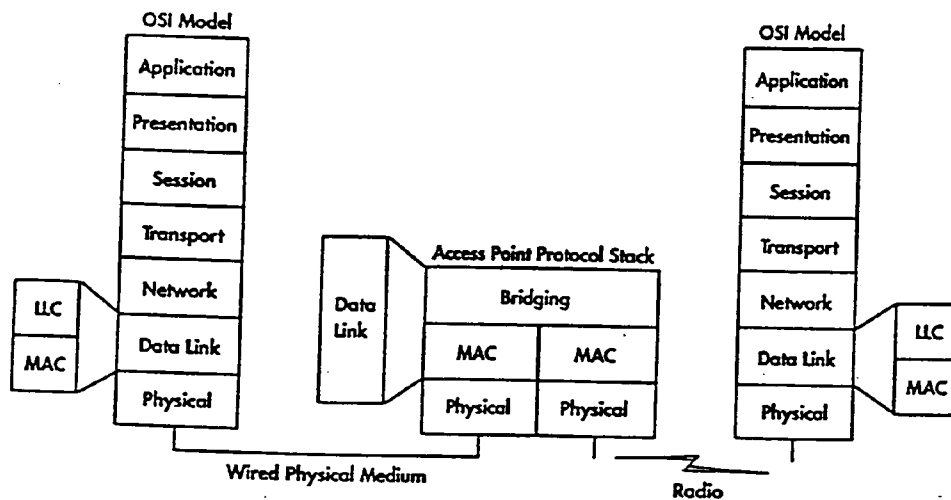 OSI Model
Application
Presentation
Session
Transport
Network
Data Link
Physical
LLC
MAC
Wired Physical Medium
Data
Link
Access Point Protocol Stack
Bridging
MAC
MAC
Physical
Physical
Radio
OSI Model
Application
Presentation
Session
Transport
Network
Data Link
Physical
LLC
MAC